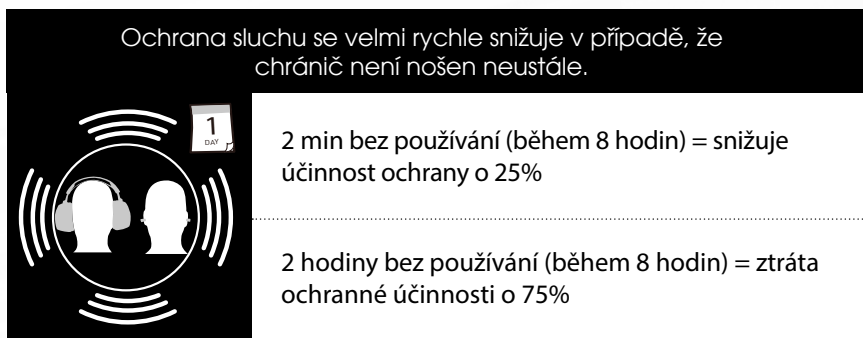 Ochrana sluchu se velmi rychle snižuje v případě, že
chránič není nošen neustále.
1
DAY
2 min bez používání (během 8 hodin) = snižuje
účinnost ochrany o 25%
2 hodiny bez používání (během 8 hodin) = ztráta
ochranné účinnosti o 75%